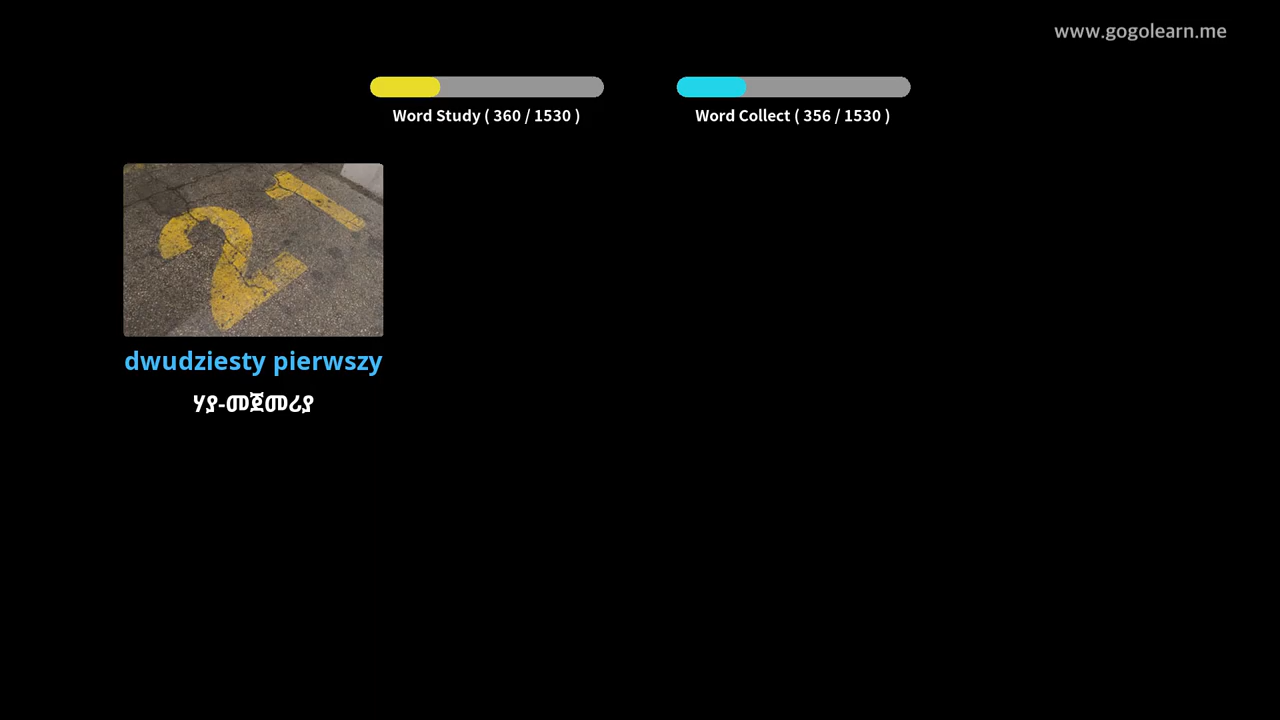 www.gogolearn.me
Word Study ( 360 / 1530 )
Word Collect ( 356 / 1530 )
21
dwudziesty pierwszy
ሃያ-መጀመሪያ